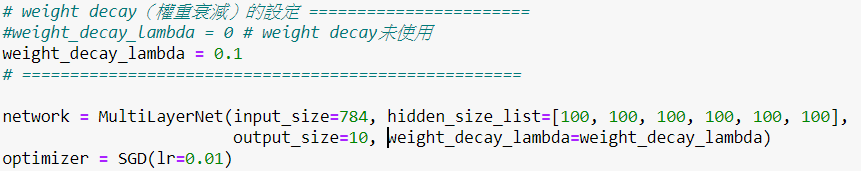 # weight decay（權重衰減）的設定 =======================
#weight_decay_lambda = 0 # weight decay未使用
weight_decay_lambda = 0.1
# ====================================================
network = MultiLayerNet(input_size=784, hidden_size_list=[100, 100, 100, 100, 100, 100],
output_size=10, weight_decay_lambda=weight_decay_lambda)
optimizer = SGD(lr=0.01)